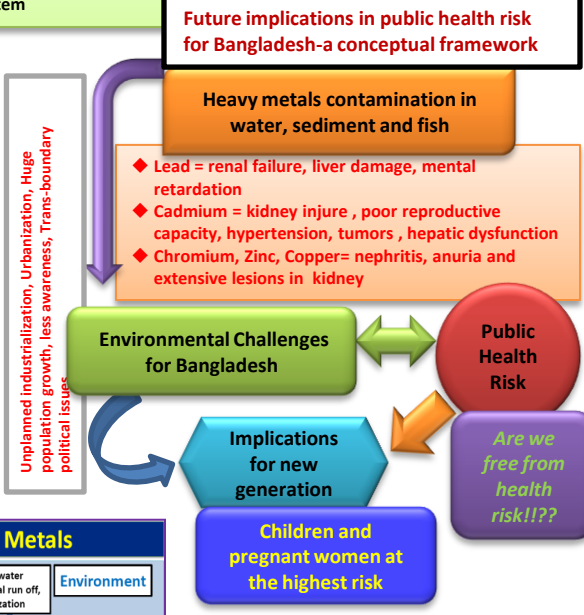 tem
Future implications in public health risk
for Bangladesh-a conceptual framework
Heavy metals contamination in
water, sediment and fish
Lead = renal failure, liver damage, mental
retardation
Cadmium = kidney injure , poor reproductive
capacity, hypertension, tumors , hepatic dysfunction
Chromium, Zinc, Copper= nephritis, anuria and
extensive lesions in kidney
Unplanned industrialization, Urbanization, Huge
population growth, less awareness, Trans-boundary
political issues
Environmental Challenges
for Bangladesh
Public
Health
Risk
Implications
for new
generation
Are we
free from
health
risk!!??
Children and
pregnant women at
the highest risk
Metals
water
al run off,
zation
Environment